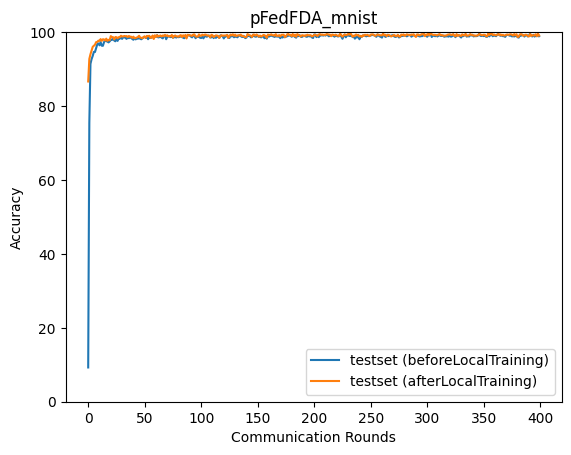 pFedFDA_mnist
100
80
60
40
20
0
Accuracy
testset (beforeLocalTraining)
testset (afterLocalTraining)
0 50 100 150 200 250 300 350 400
Communication Rounds